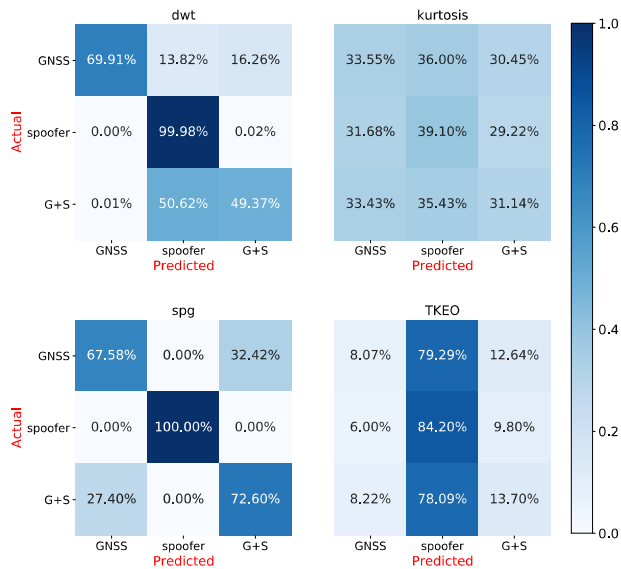 dwt
GNSS 69.91% 13.82% 16.26%
spoofer 0.00% 99.98% 0.02%
G+S 0.01% 50.62% 49.37%
GNSS spoofer G+S
Predicted
Actual
kurtosis
33.55% 36.00% 30.45%
31.68% 39.10% 29.22%
33.43% 35.43% 31.14%
GNSS spoofer G+S
Predicted
spg
GNSS 67.58% 0.00% 32.42%
spoofer 0.00% 100.00% 0.00%
G+S 27.40% 0.00% 72.60%
GNSS spoofer G+S
Predicted
Actual
TKEO
8.07% 79.29% 12.64%
6.00% 84.20% 9.80%
8.22% 78.09% 13.70%
GNSS spoofer G+S
Predicted
1.0
0.8
0.6
0.4
0.2
0.0